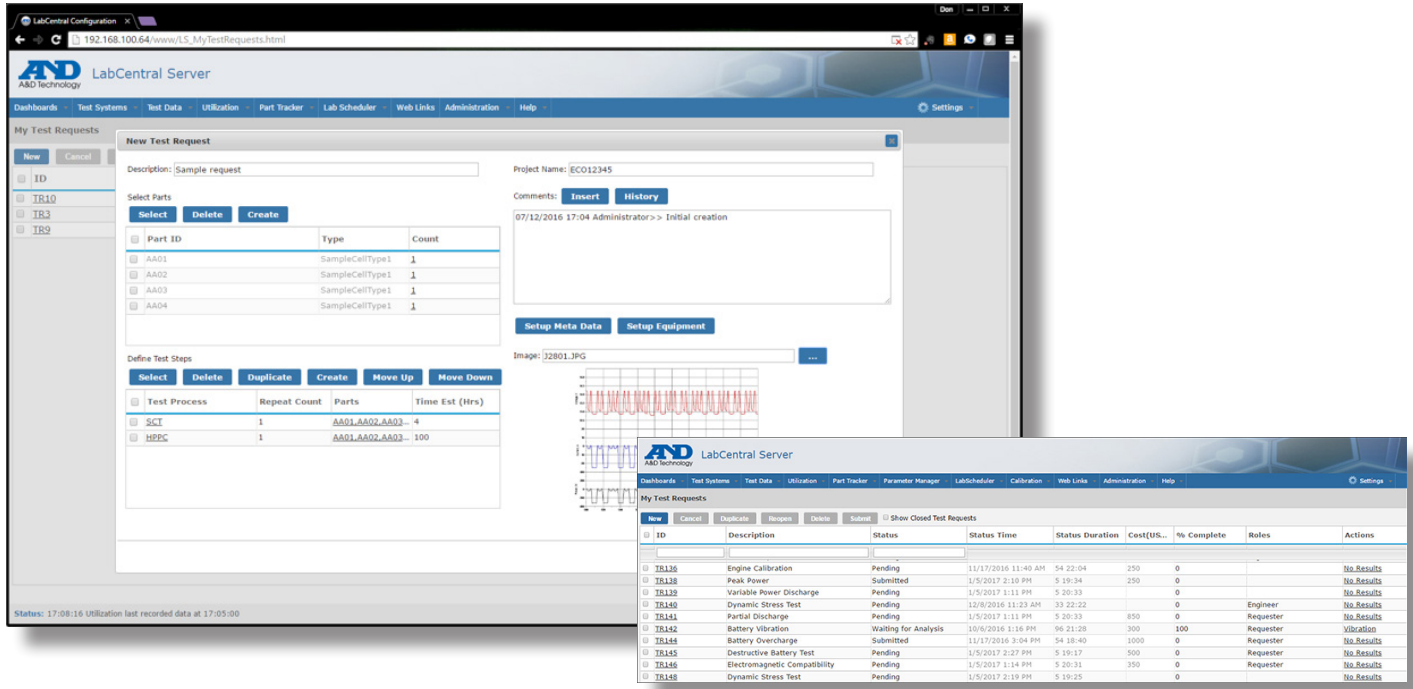 LabCentral Configuration
Don
192.168.100.64/www/LS_MyTestRequests.html
AND
A&D Technology
LabCentral Server
Dashboards Test Systems Test Data Utilization Part Tracker Lab Scheduler Web Links Administration Help Settings
My Test Requests
New Cancel
ID
TR10
TR3
TR9
New Test Request
Description: Sample request
Project Name: ECO12345
Select Parts
Select Delete Create
Part ID Type Count
AA01 SampleCellType1 1
AA02 SampleCellType1 1
AA03 SampleCellType1 1
AA04 SampleCellType1 1
Comments: Insert History
07/12/2016 17:04 Administrator>> Initial creation
Setup Meta Data Setup Equipment
Define Test Steps
Select Delete Duplicate Create Move Up Move Down
Test Process Repeat Count Parts Time Est (Hrs)
SCT 1 AA01,AA02,AA03... 4
HPPC 1 AA01,AA02,AA03... 100
Image: J2801.JPG ...
Status: 17:08:16 Utilization last recorded data at 17:05:00
AND
A&D Technology
LabCentral Server
Dashboards Test Systems Test Data Utilization Part Tracker Parameter Manager LabScheduler Calibration Web Links Administration Help Settings
My Test Requests
New Cancel Duplicate Reopen Delete Submit Show Closed Test Requests
ID Description Status Status Time Status Duration Cost(US... % Complete Roles Actions
TR136 Engine Calibration Pending 11/17/2016 11:40 AM 54 22:04 250 0 No Results
TR138 Peak Power Submitted 1/5/2017 2:10 PM 5 19:34 250 0 No Results
TR139 Variable Power Discharge Pending 1/5/2017 1:11 PM 5 20:33 0 No Results
TR140 Dynamic Stress Test Pending 12/8/2016 11:23 AM 33 22:22 0 Engineer No Results
TR141 Partial Discharge Pending 1/5/2017 1:11 PM 5 20:33 850 0 Requester No Results
TR142 Battery Vibration Waiting for Analysis 10/6/2016 1:16 PM 96 21:28 300 100 Requester Vibration
TR144 Battery Overcharge Submitted 11/17/2016 3:04 PM 54 18:40 1000 0 Requester No Results
TR145 Destructive Battery Test Pending 1/5/2017 2:27 PM 5 19:17 500 0 Requester No Results
TR146 Electromagnetic Compatibility Pending 1/5/2017 1:14 PM 5 20:31 350 0 Requester No Results
TR148 Dynamic Stress Test Pending 1/5/2017 2:19 PM 5 19:25 0 No Results